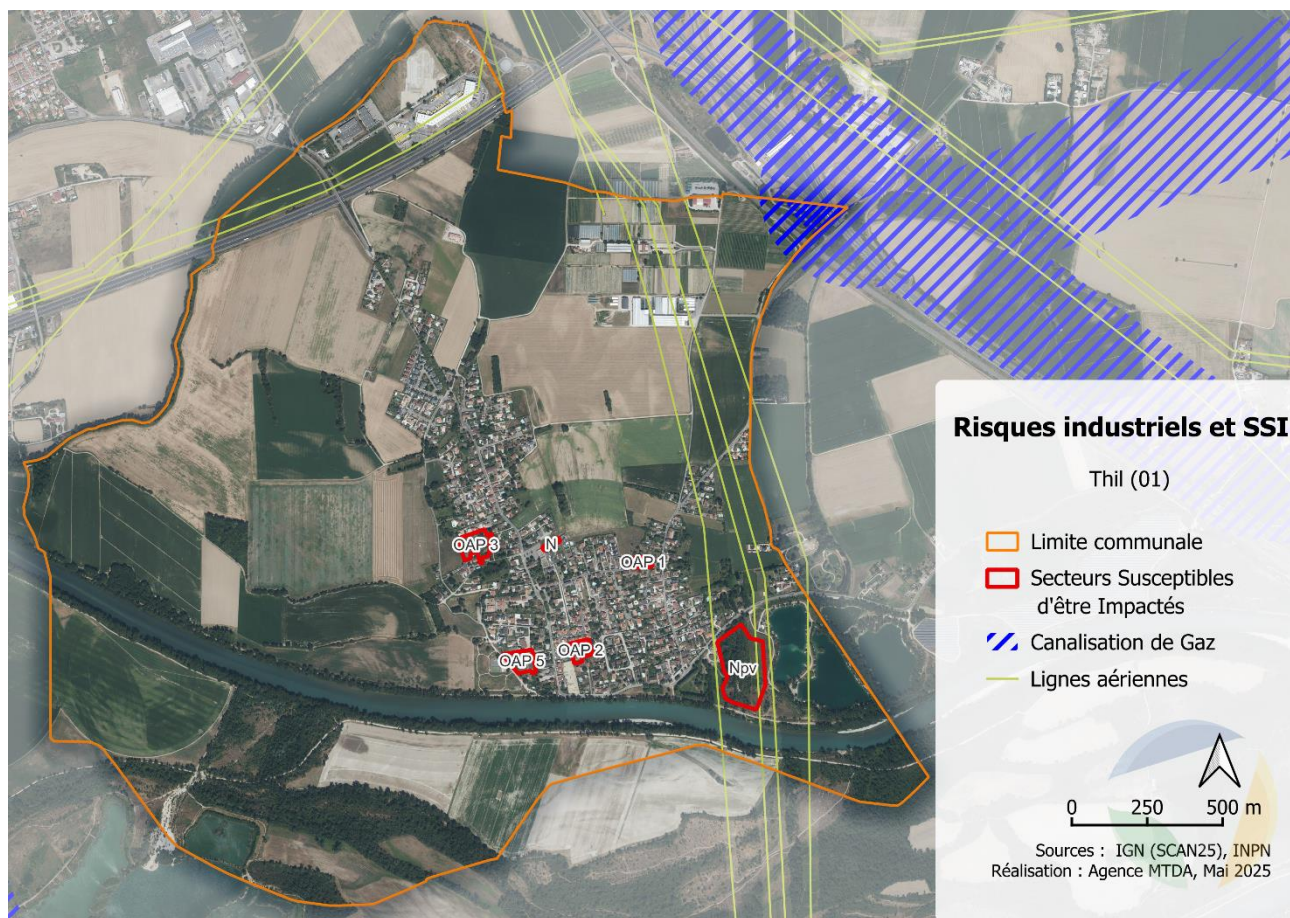 Risques industriels et SSI
Thil (01)
Limite communale
Secteurs Susceptibles
d'être Impactés
Canalisation de Gaz
Lignes aériennes
0 250 500 m
Sources : IGN (SCAN25), INPN
Réalisation : Agence MTDA, Mai 2025
OAP 3
N
OAP 1
OAP 5
OAP 2
Npv